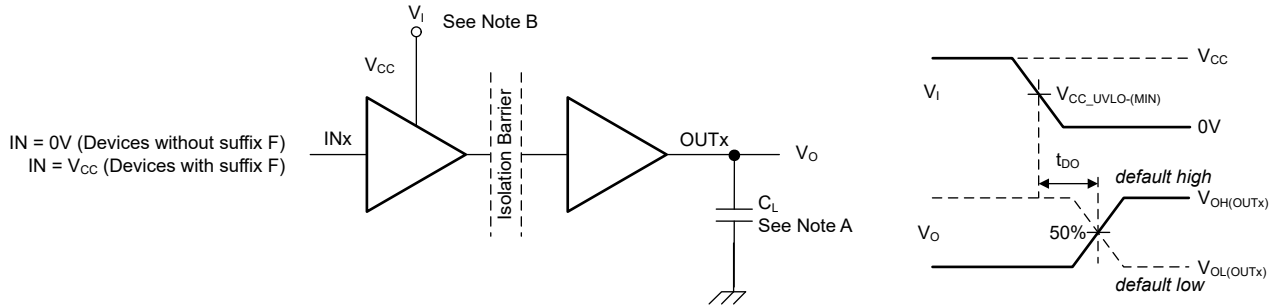 V_I
See Note B
V_CC
IN = 0V (Devices without suffix F)
IN = V_CC (Devices with suffix F)
INx
Isolation Barrier
OUTx
V_O
C_L
See Note A
V_I
V_CC
V_CC_UVLO-(MIN)
0V
t_DO
default high
V_OH(OUTx)
V_O
50%
V_OL(OUTx)
default low